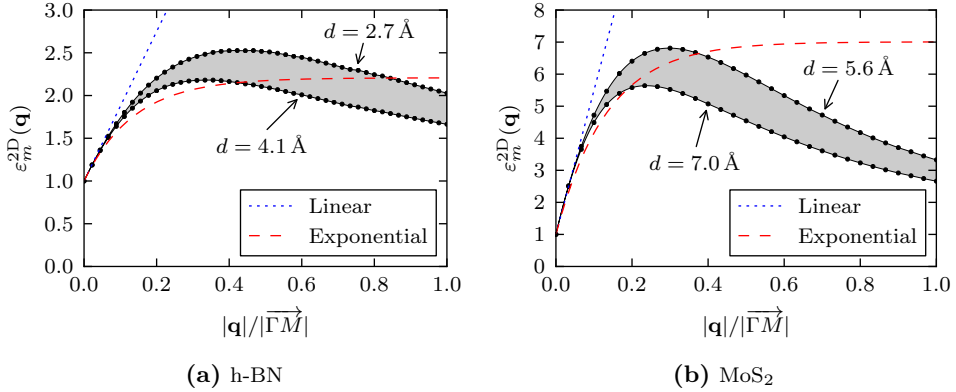 3.0
2.5
2.0
1.5
1.0
0.5
0.0
ε_m^{2D}(q)
d = 2.7 Å
d = 4.1 Å
Linear
Exponential
0.0 0.2 0.4 0.6 0.8 1.0
|q|/|\overrightarrow{ΓM}|
(a) h-BN
8
7
6
5
4
3
2
1
0
ε_m^{2D}(q)
d = 5.6 Å
d = 7.0 Å
Linear
Exponential
0.0 0.2 0.4 0.6 0.8 1.0
|q|/|\overrightarrow{ΓM}|
(b) MoS₂